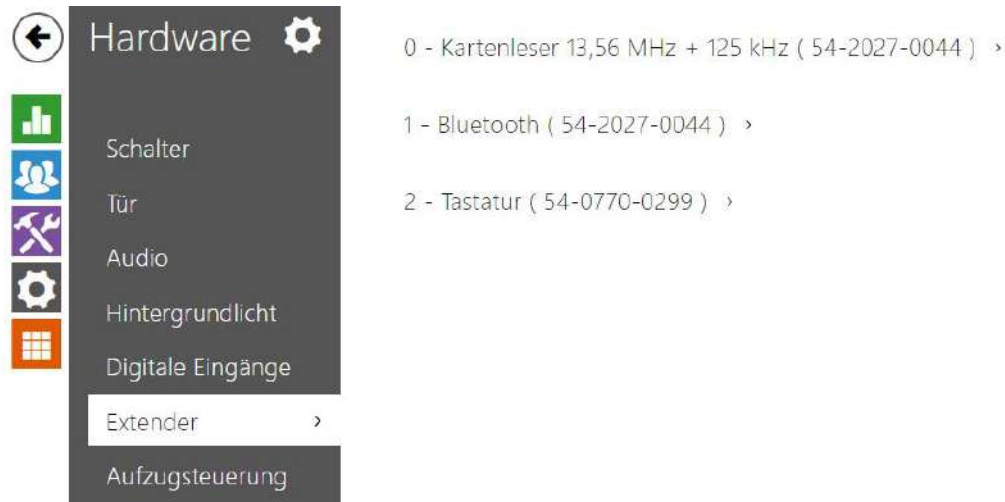 Hardware
Schalter
Tür
Audio
Hintergrundlicht
Digitale Eingänge
Extender ›
Aufzugsteuerung
0 - Kartenleser 13,56 MHz + 125 kHz ( 54-2027-0044 ) ›
1 - Bluetooth ( 54-2027-0044 ) ›
2 - Tastatur ( 54-0770-0299 ) ›